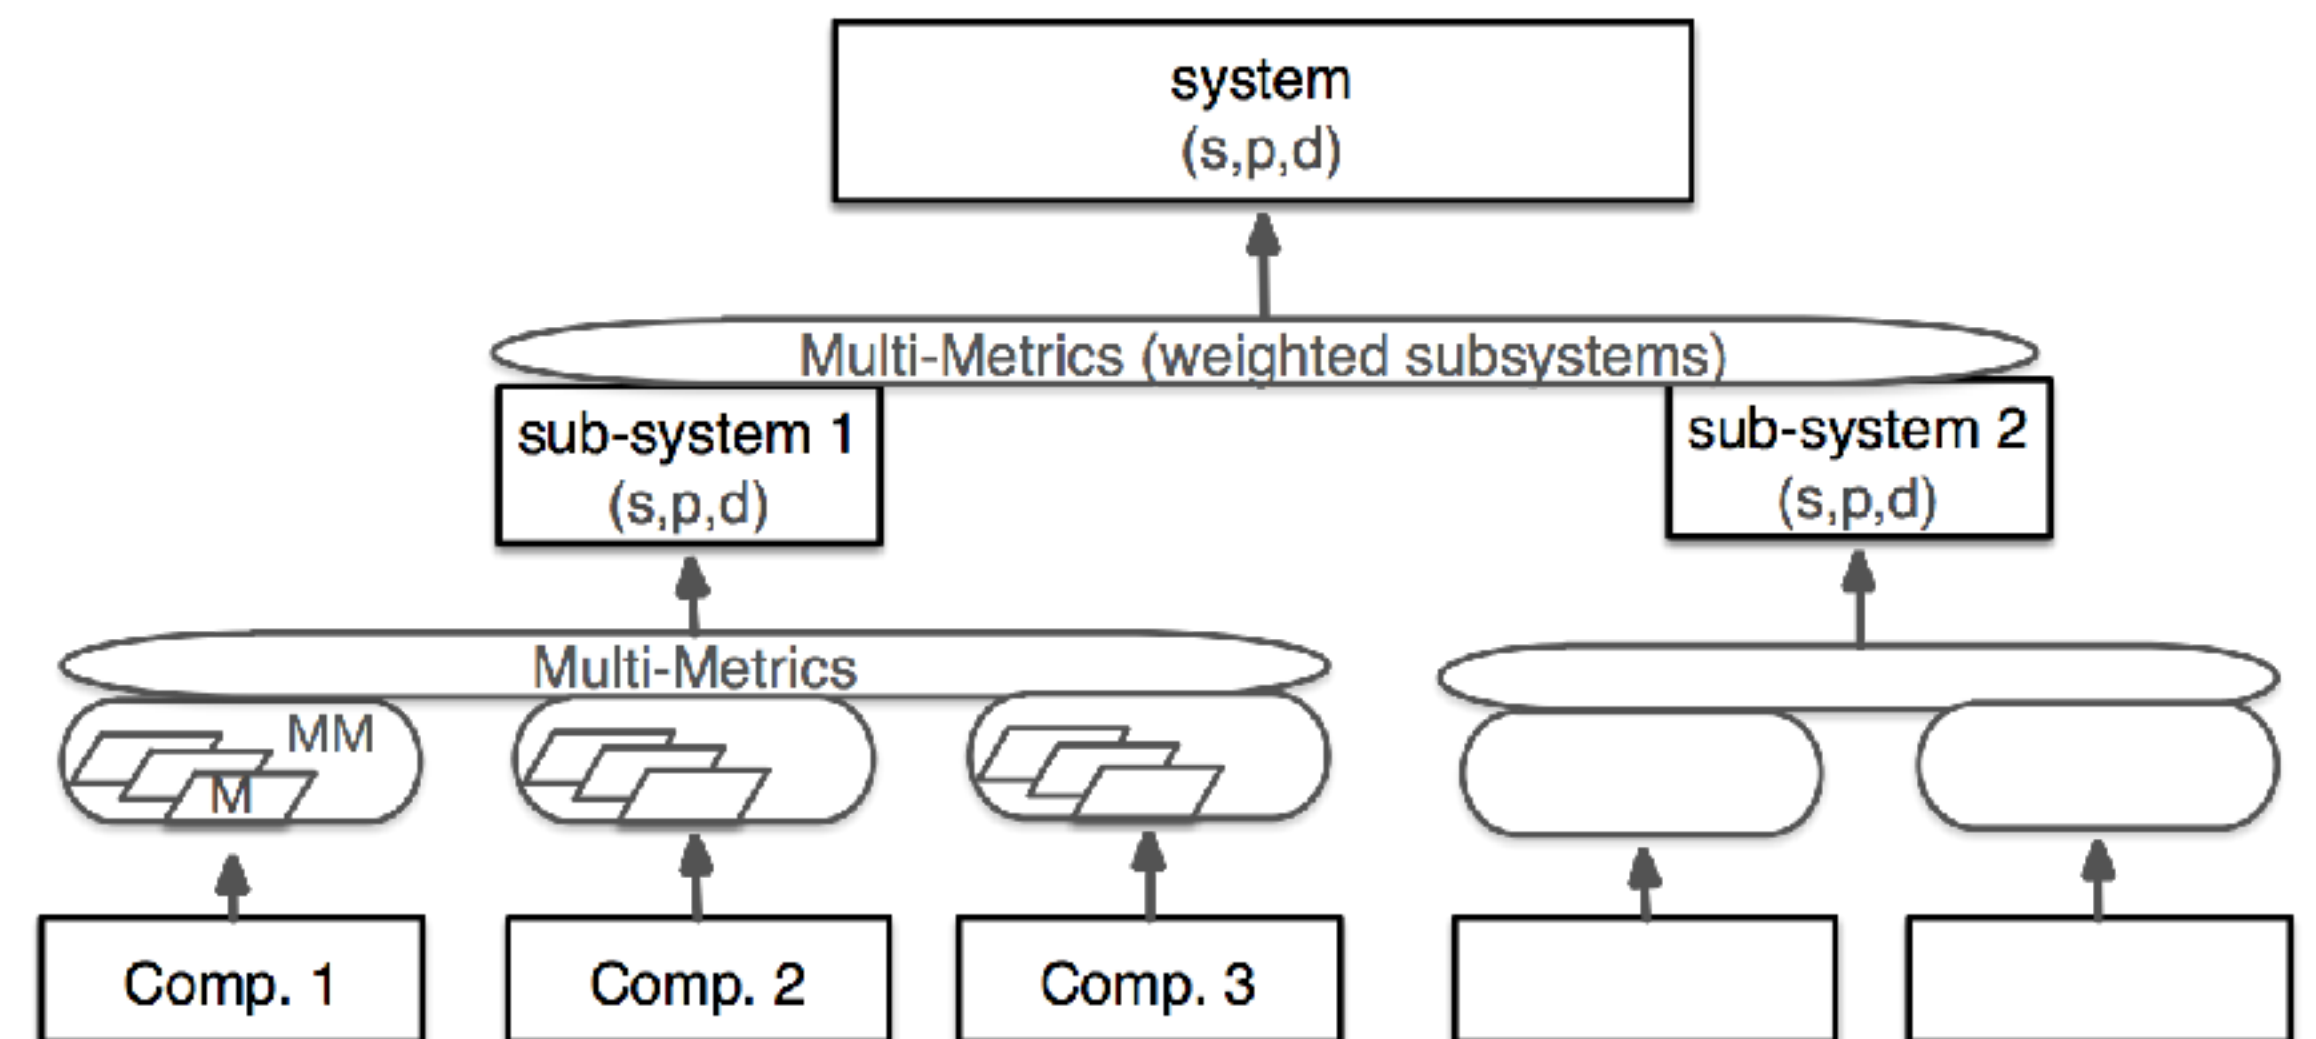 system
(s,p,d)
Multi-Metrics (weighted subsystems)
sub-system 1
(s,p,d)
sub-system 2
(s,p,d)
Multi-Metrics
MM
M
Comp. 1
Comp. 2
Comp. 3